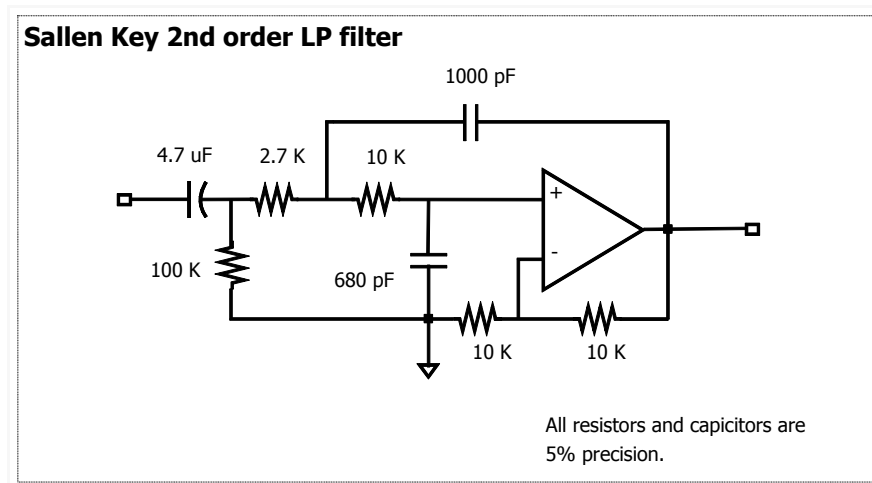 Sallen Key 2nd order LP filter
1000 pF
4.7 uF
2.7 K
10 K
+
-
100 K
680 pF
10 K
10 K
All resistors and capicitors are
5% precision.